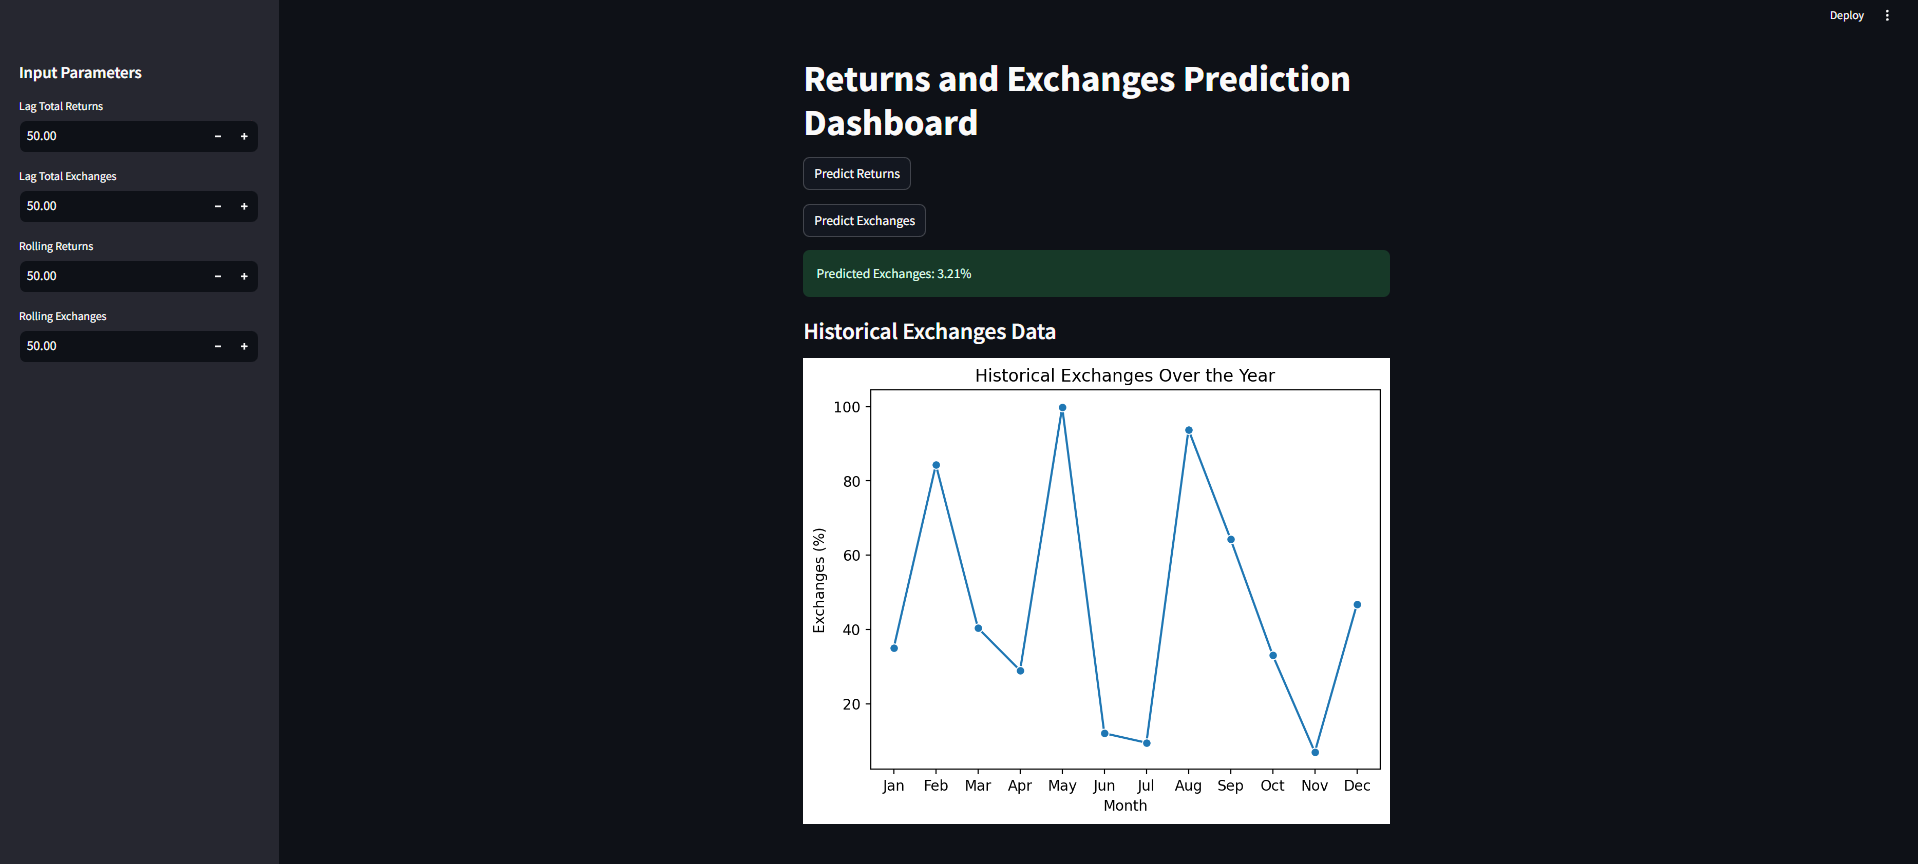 Deploy
Input Parameters
Lag Total Returns
50.00
Lag Total Exchanges
50.00
Rolling Returns
50.00
Rolling Exchanges
50.00
Returns and Exchanges Prediction
Dashboard
Predict Returns
Predict Exchanges
Predicted Exchanges: 3.21%
Historical Exchanges Data
Historical Exchanges Over the Year
Exchanges (%)
100
80
60
40
20
Jan Feb Mar Apr May Jun Jul Aug Sep Oct Nov Dec
Month